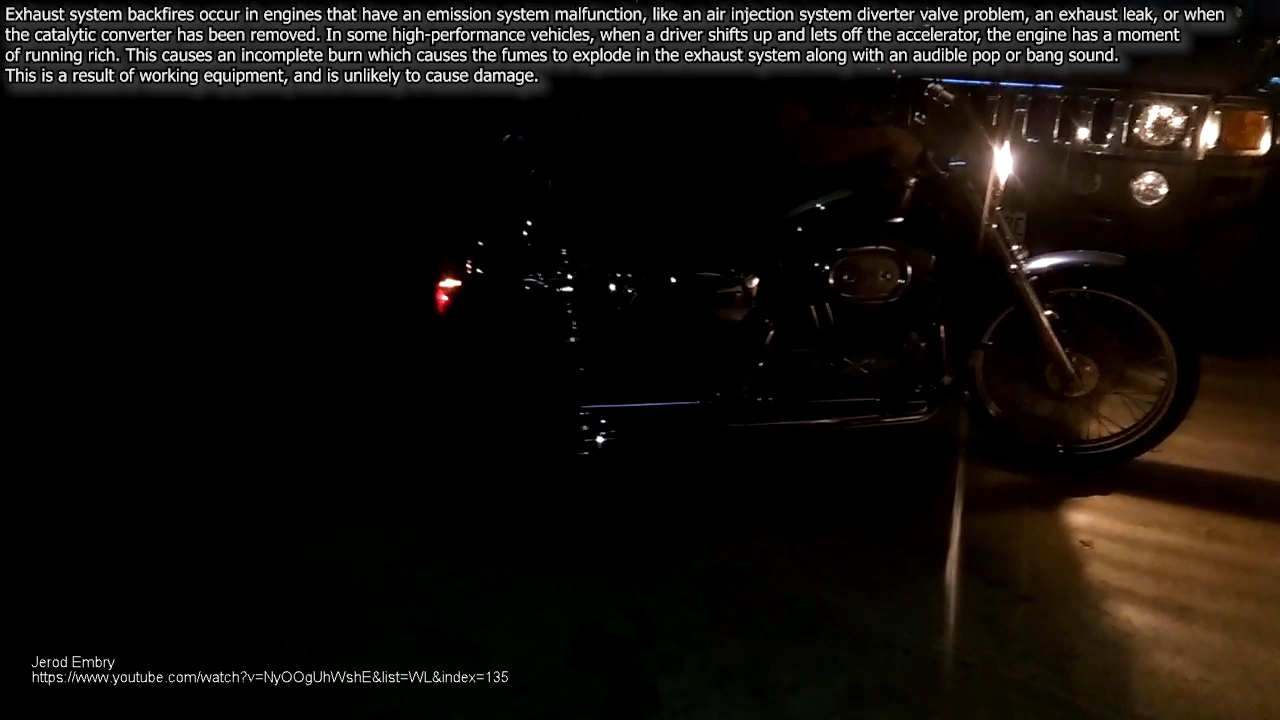 Exhaust system backfires occur in engines that have an emission system malfunction, like an air injection system diverter valve problem, an exhaust leak, or when
the catalytic converter has been removed. In some high-performance vehicles, when a driver shifts up and lets off the accelerator, the engine has a moment
of running rich. This causes an incomplete burn which causes the fumes to explode in the exhaust system along with an audible pop or bang sound.
This is a result of working equipment, and is unlikely to cause damage.
Jerod Embry
https://www.youtube.com/watch?v=NyOOgUhWshE&list=WL&index=135